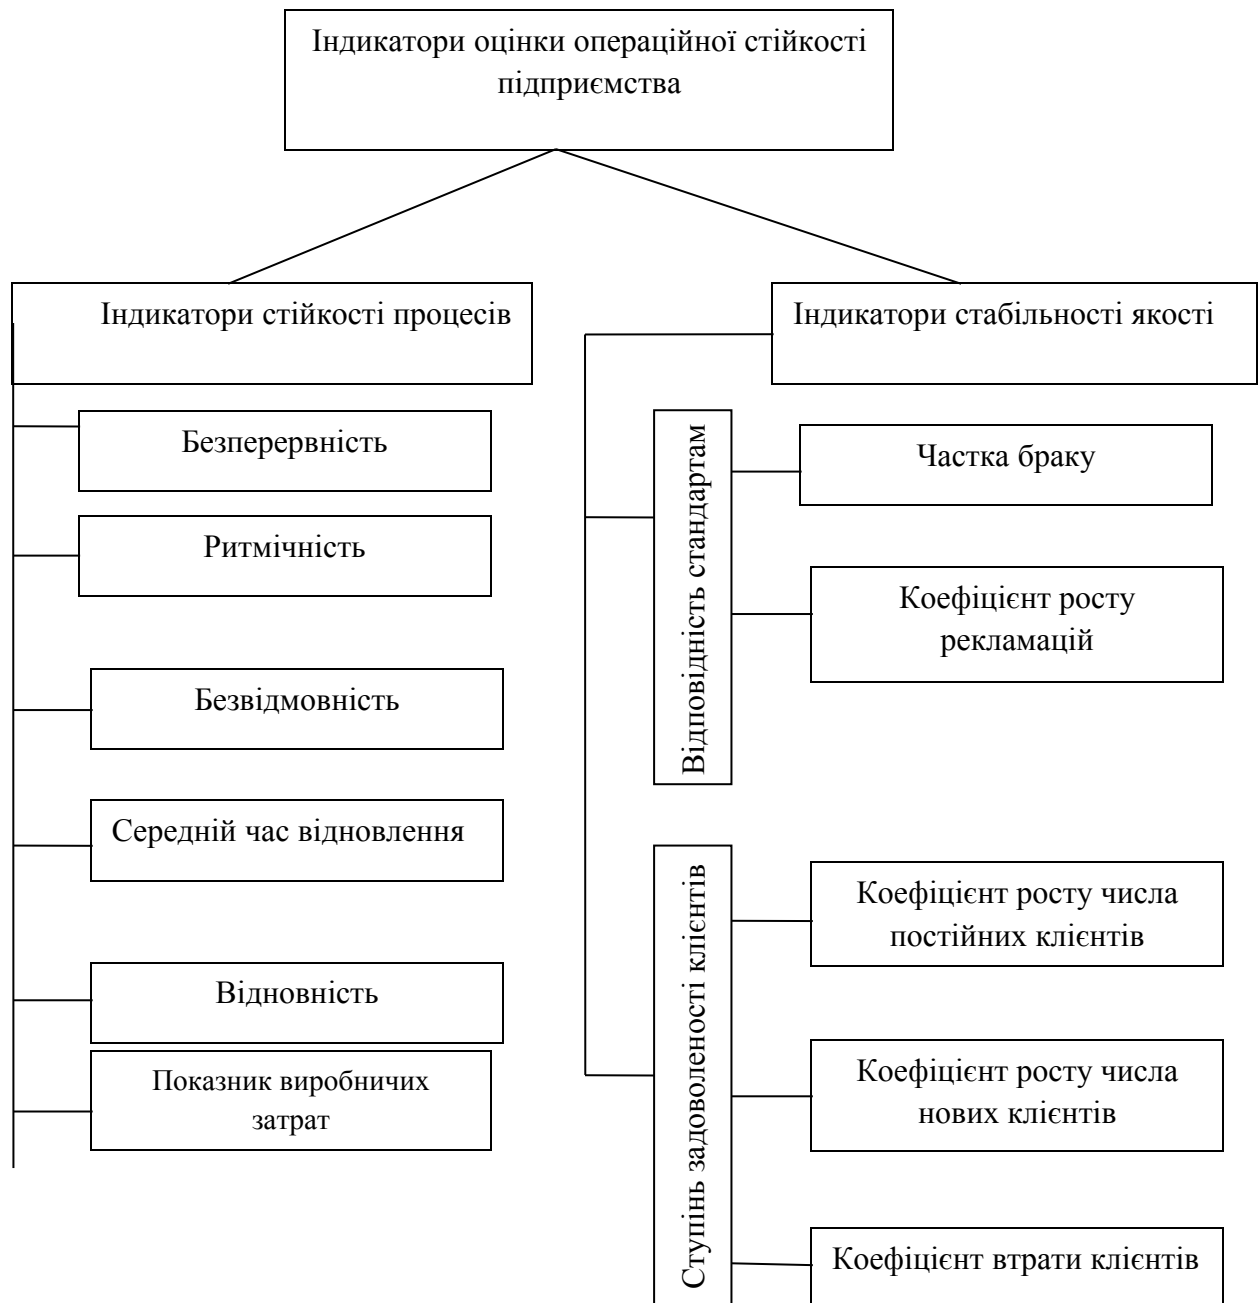 Індикатори оцінки операційної стійкості
підприємства
Індикатори стійкості процесів
Безперервність
Ритмічність
Безвідмовність
Середній час відновлення
Відновність
Показник виробничих
затрат
Індикатори стабільності якості
Відповідність стандартам
Частка браку
Коефіцієнт росту
рекламацій
Ступінь задоволеності клієнтів
Коефіцієнт росту числа
постійних клієнтів
Коефіцієнт росту числа
нових клієнтів
Коефіцієнт втрати клієнтів